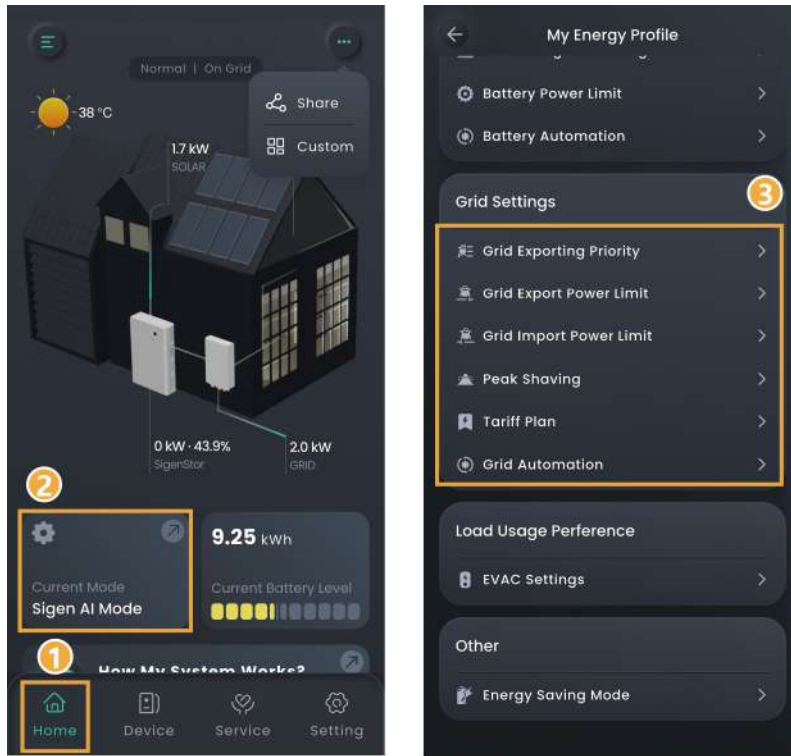 Normal | On Grid
Share
-38 °C
Custom
1.7 kW
SOLAR
0 kW · 43.9%
SigenStor
2.0 kW
GRID
2
9.25 kWh
Current Mode
Sigen AI Mode
Current Battery Level
1
How My System Works?
Home
Device
Service
Setting
My Energy Profile
Battery Power Limit
Battery Automation
Grid Settings
3
Grid Exporting Priority
Grid Export Power Limit
Grid Import Power Limit
Peak Shaving
Tariff Plan
Grid Automation
Load Usage Perference
EVAC Settings
Other
Energy Saving Mode